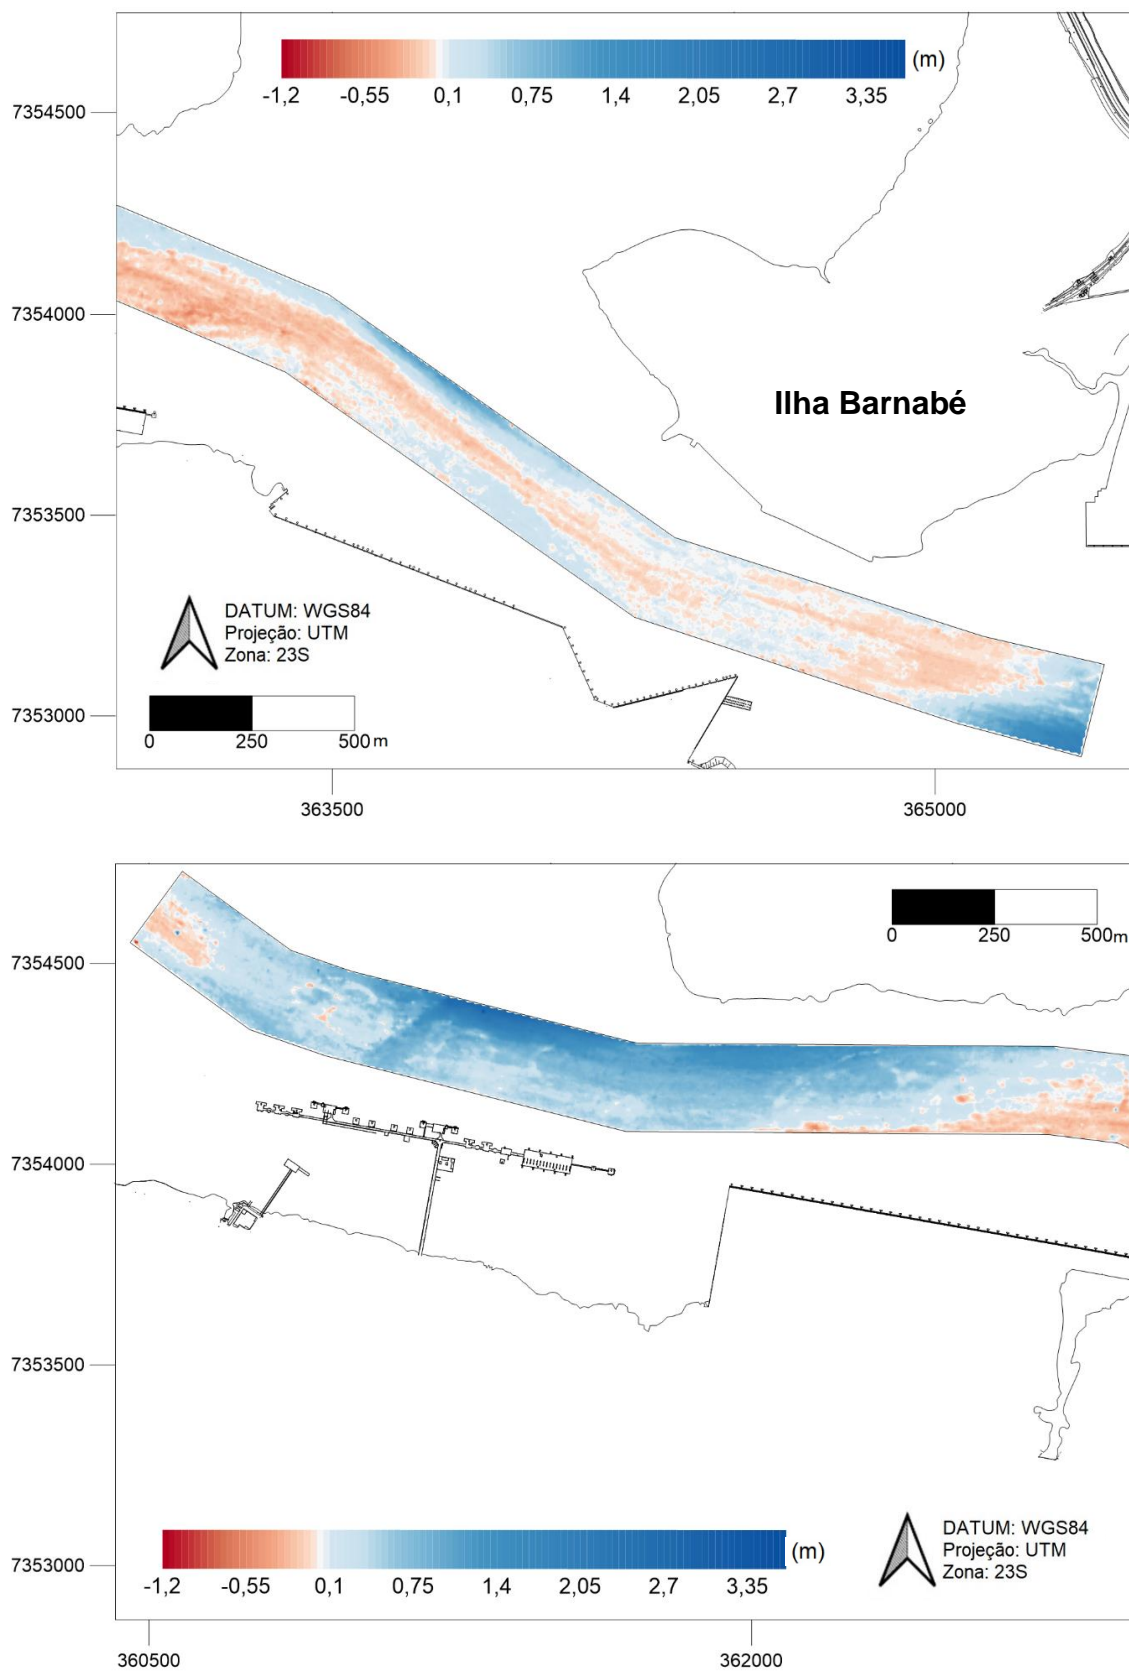 (m)
-1,2 -0,55 0,1 0,75 1,4 2,05 2,7 3,35
7354500
7354000
Ilha Barnabé
7353500
DATUM: WGS84
Projeção: UTM
Zona: 23S
7353000
0 250 500 m
363500 365000
0 250 500m
7354500
7354000
7353500
DATUM: WGS84
Projeção: UTM
Zona: 23S
(m)
7353000
-1,2 -0,55 0,1 0,75 1,4 2,05 2,7 3,35
360500 362000